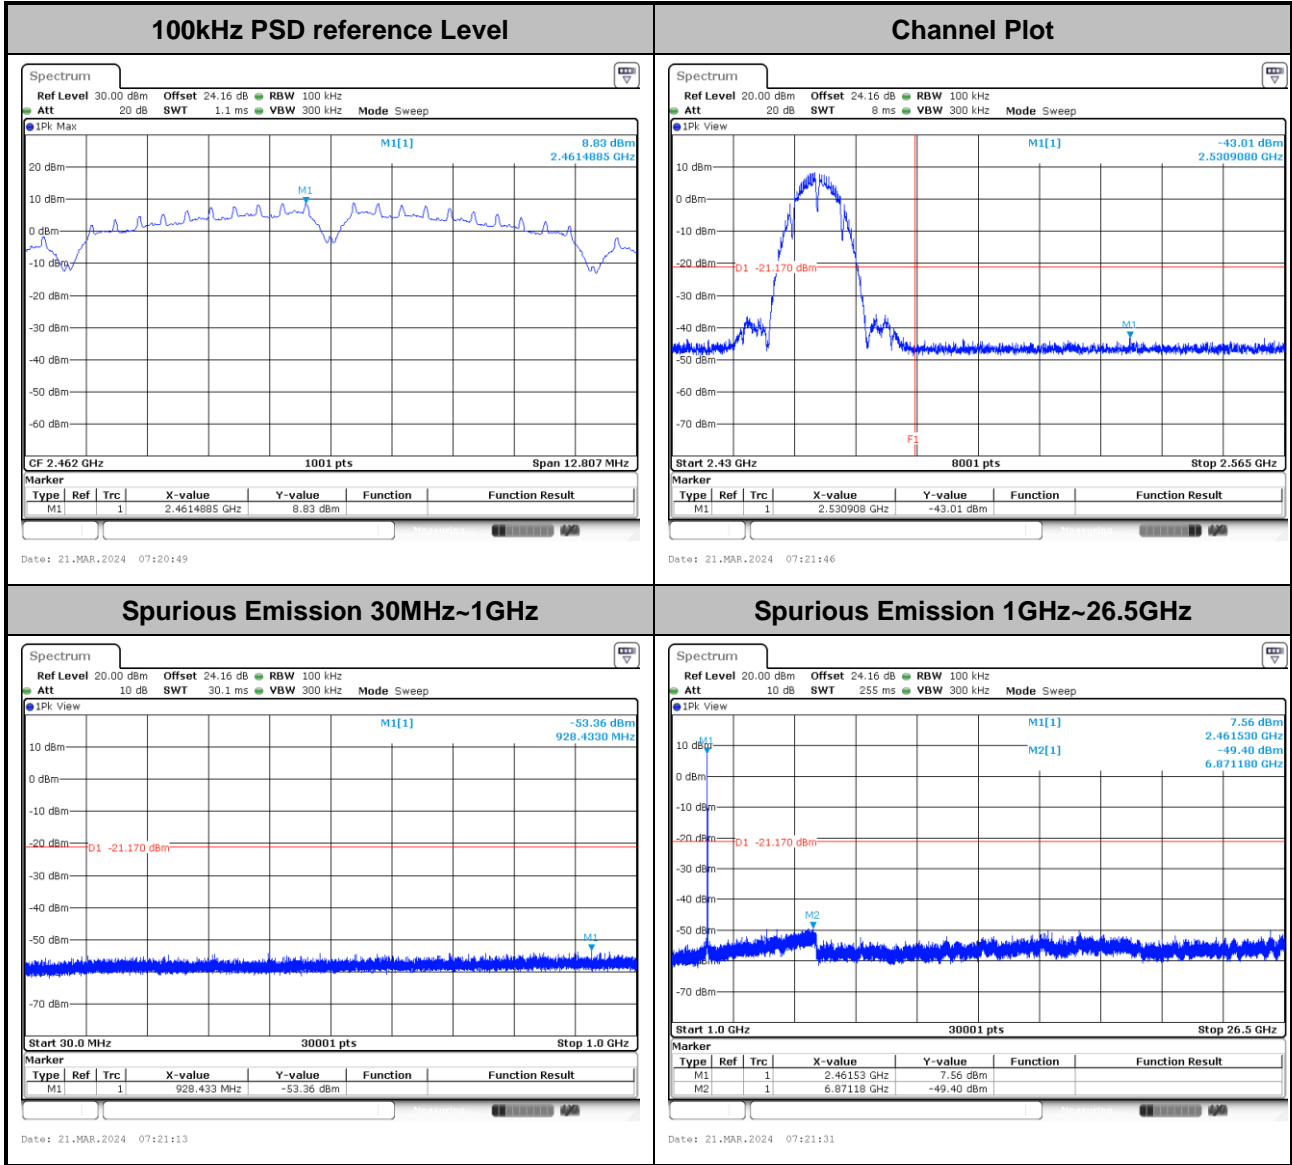 100kHz PSD reference Level
Spectrum
Ref Level 30.00 dBm Offset 24.16 dB RBW 100 kHz
Att 20 dB SWT 1.1 ms VBW 300 kHz Mode Sweep
1Pk Max
M1[1] 8.83 dBm
2.4614885 GHz
20 dBm
M1
10 dBm
0 dBm
-10 dBm
-20 dBm
-30 dBm
-40 dBm
-50 dBm
-60 dBm
CF 2.462 GHz 1001 pts Span 12.807 MHz
Marker
Type Ref Trc X-value Y-value Function Function Result
M1 1 2.4614885 GHz 8.83 dBm
Date: 21.MAR.2024 07:20:49
Channel Plot
Spectrum
Ref Level 20.00 dBm Offset 24.16 dB RBW 100 kHz
Att 20 dB SWT 8 ms VBW 300 kHz Mode Sweep
1Pk View
M1[1] -43.01 dBm
2.5309080 GHz
10 dBm
0 dBm
-10 dBm
-20 dBm
D1 -21.170 dBm
-30 dBm
-40 dBm
M1
-50 dBm
-60 dBm
-70 dBm
F1
Start 2.43 GHz 8001 pts Stop 2.565 GHz
Marker
Type Ref Trc X-value Y-value Function Function Result
M1 1 2.530908 GHz -43.01 dBm
Date: 21.MAR.2024 07:21:46
Spurious Emission 30MHz~1GHz
Spectrum
Ref Level 20.00 dBm Offset 24.16 dB RBW 100 kHz
Att 10 dB SWT 30.1 ms VBW 300 kHz Mode Sweep
1Pk View
M1[1] -53.36 dBm
928.4330 MHz
10 dBm
0 dBm
-10 dBm
-20 dBm
D1 -21.170 dBm
-30 dBm
-40 dBm
-50 dBm
M1
-70 dBm
Start 30.0 MHz 30001 pts Stop 1.0 GHz
Marker
Type Ref Trc X-value Y-value Function Function Result
M1 1 928.433 MHz -53.36 dBm
Date: 21.MAR.2024 07:21:13
Spurious Emission 1GHz~26.5GHz
Spectrum
Ref Level 20.00 dBm Offset 24.16 dB RBW 100 kHz
Att 10 dB SWT 255 ms VBW 300 kHz Mode Sweep
1Pk View
M1[1] 7.56 dBm
2.461530 GHz
M2[1] -49.40 dBm
6.871180 GHz
M1
10 dBm
0 dBm
-10 dBm
-20 dBm
D1 -21.170 dBm
-30 dBm
-40 dBm
M2
-50 dBm
-70 dBm
Start 1.0 GHz 30001 pts Stop 26.5 GHz
Marker
Type Ref Trc X-value Y-value Function Function Result
M1 1 2.46153 GHz 7.56 dBm
M2 1 6.87118 GHz -49.40 dBm
Date: 21.MAR.2024 07:21:31